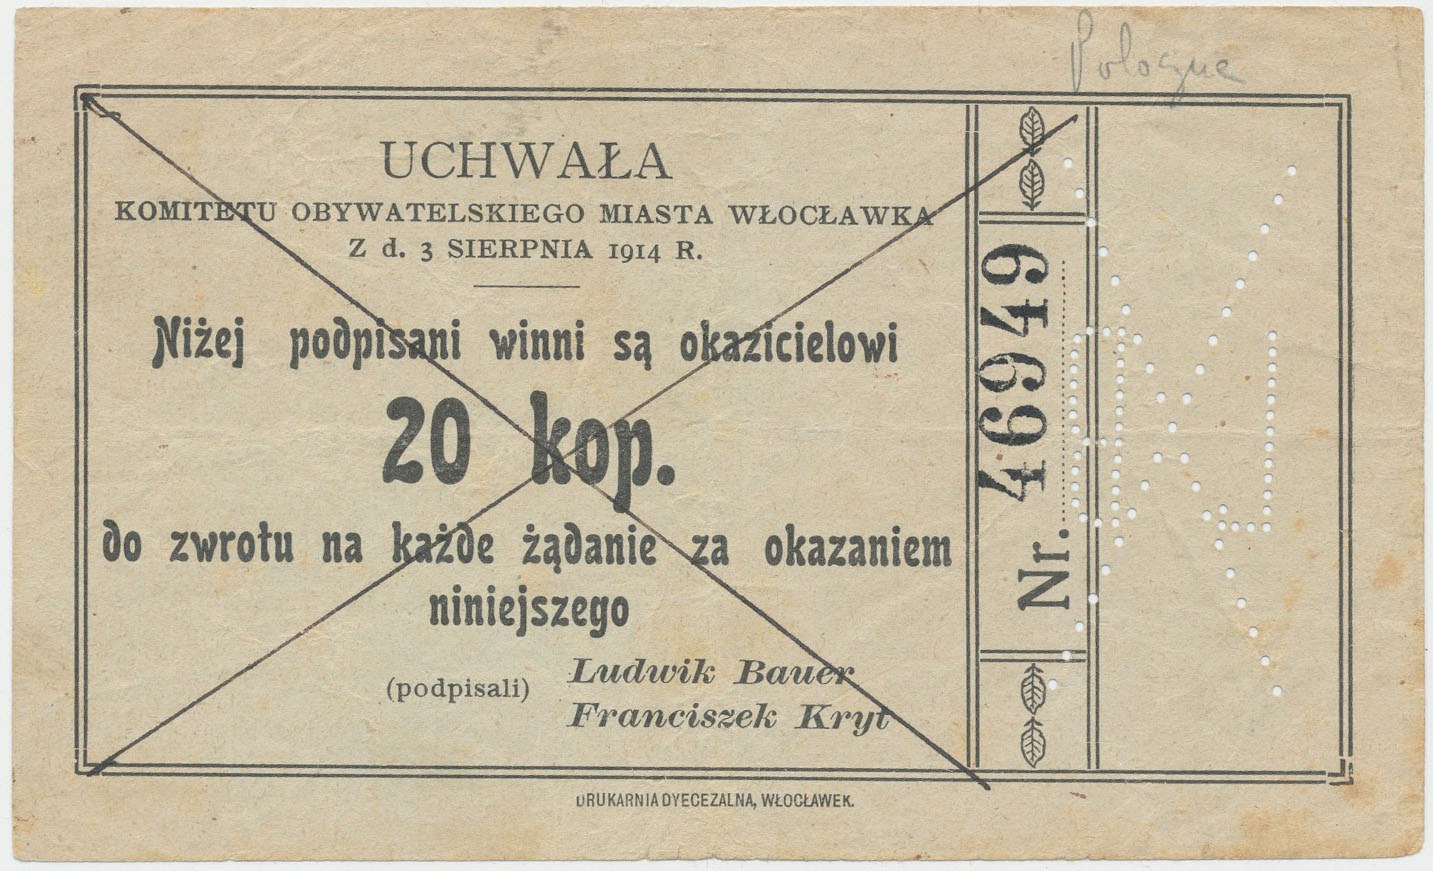 Pologne
UCHWAŁA
KOMITETU OBYWATELSKIEGO MIASTA WŁOCŁAWKA
Z d. 3 SIERPNIA 1914 R.
Niżej podpisani winni są okazicielowi
20 kop.
do zwrotu na każde żądanie za okazaniem
niniejszego
(podpisali) Ludwik Bauer
Franciszek Kryt
Nr. 46949
DRUKARNIA DYECEZALNA, WŁOCŁAWEK.